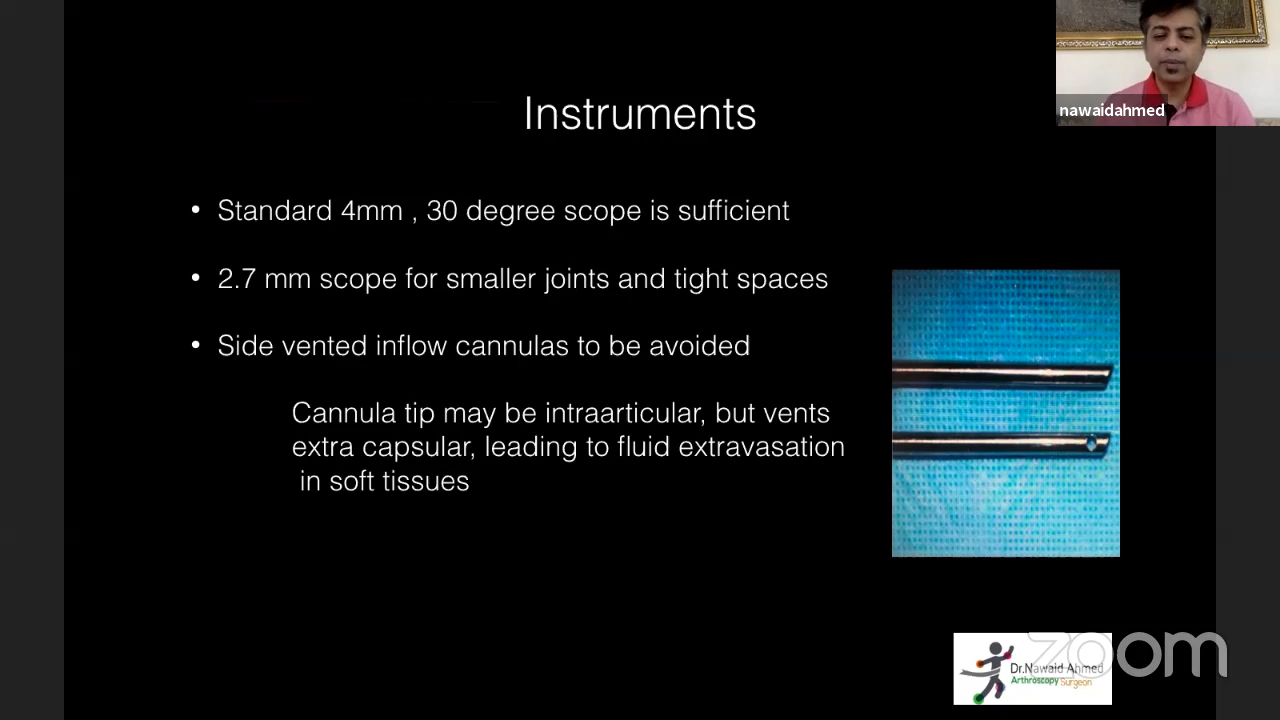 nawaidahmed
Instruments
• Standard 4mm , 30 degree scope is sufficient
• 2.7 mm scope for smaller joints and tight spaces
• Side vented inflow cannulas to be avoided
Cannula tip may be intraarticular, but vents
extra capsular, leading to fluid extravasation
in soft tissues
Dr.Nawaid Ahmed
Arthroscopy Surgeon
zoom